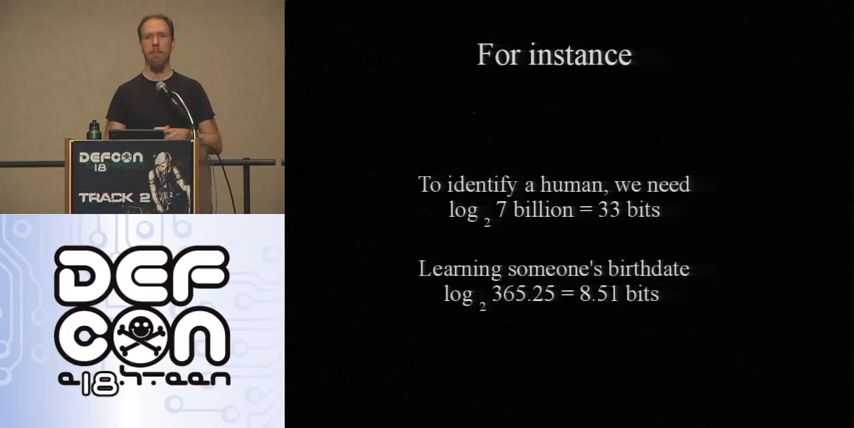 DEFCON
18
TRACK 2
DEF
CON
e18hteen
For instance
To identify a human, we need
log 2 7 billion = 33 bits
Learning someone's birthdate
log 2 365.25 = 8.51 bits